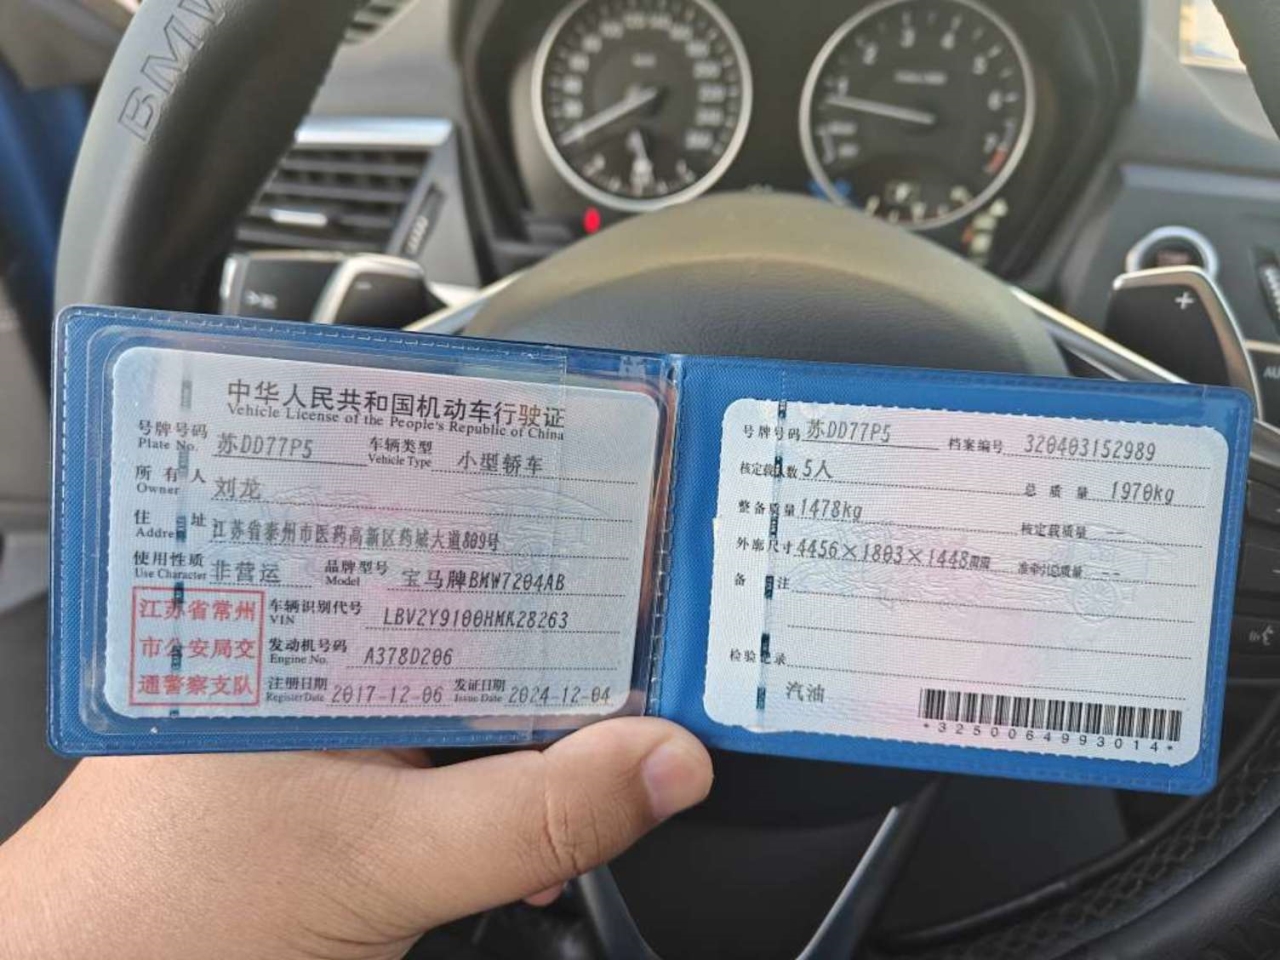 BMW
中华人民共和国机动车行驶证
Vehicle License of the People's Republic of China
号牌号码 苏DD77P5 车辆类型 小型轿车
Plate No. Vehicle Type
所有人 刘龙
Owner
住址 江苏省泰州市医药高新区药城大道809号
Address
使用性质 非营运 品牌型号 宝马牌BMW7204AB
Use Character Model
江苏省常州
市公安局交
通警察支队
车辆识别代号 LBV2Y9100HMK28263
VIN
发动机号码 A378D206
Engine No.
注册日期 2017-12-06 发证日期 2024-12-04
Register Date Issue Date
号牌号码 苏DD77P5 档案编号 320403152989
核定载人数 5人 总质量 1970kg
整备质量 1478kg 核定载质量 --
外廓尺寸 4456×1803×1448 准牵引总质量 --
备注
检验记录
汽油
*3250064993014*